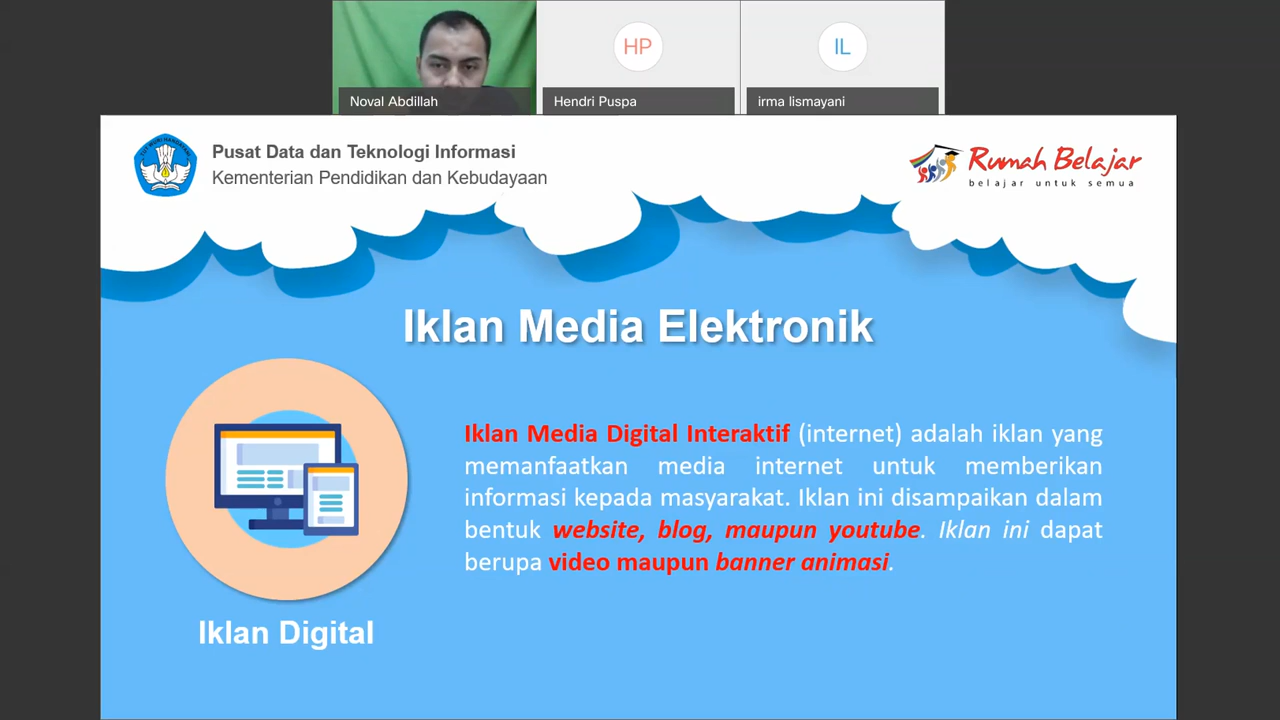 HP
IL
Noval Abdillah
Hendri Puspa
irma lismayani
Pusat Data dan Teknologi Informasi
Kementerian Pendidikan dan Kebudayaan
Rumah Belajar
belajar untuk semua
Iklan Media Elektronik
Iklan Media Digital Interaktif (internet) adalah iklan yang
memanfaatkan media internet untuk memberikan
informasi kepada masyarakat. Iklan ini disampaikan dalam
bentuk website, blog, maupun youtube. Iklan ini dapat
berupa video maupun banner animasi.
Iklan Digital